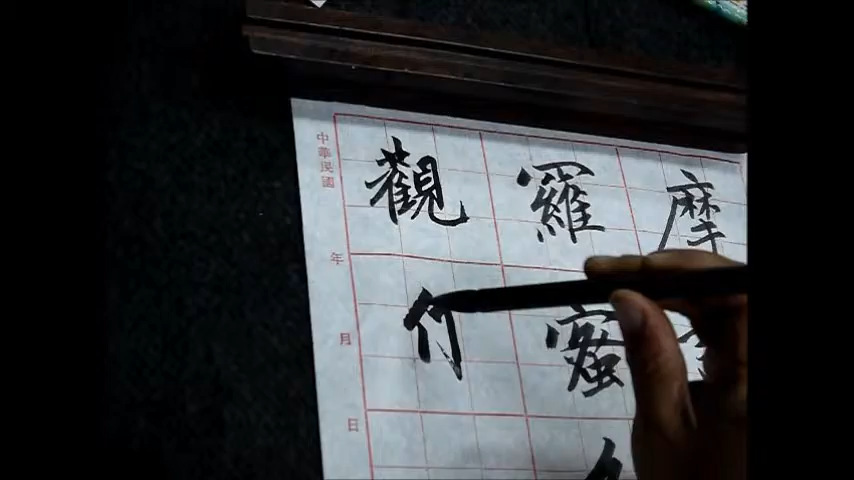 摩
羅蜜
觀
中華民國 年 月 日